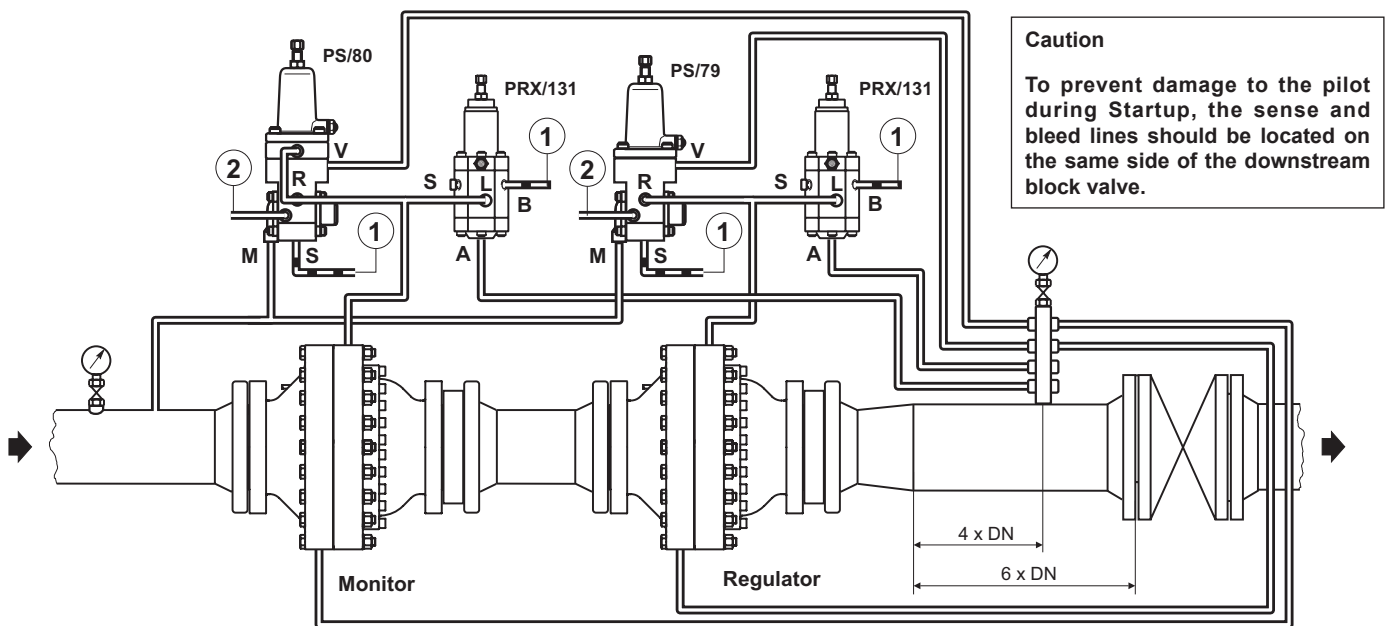 PS/80
PRX/131
PS/79
PRX/131
Caution
To prevent damage to the pilot
during Startup, the sense and
bleed lines should be located on
the same side of the downstream
block valve.
1
1
2
V
2
V
R
S
L
B
R
S
L
B
M
S
1
A
M
S
1
A
4 x DN
6 x DN
Monitor
Regulator